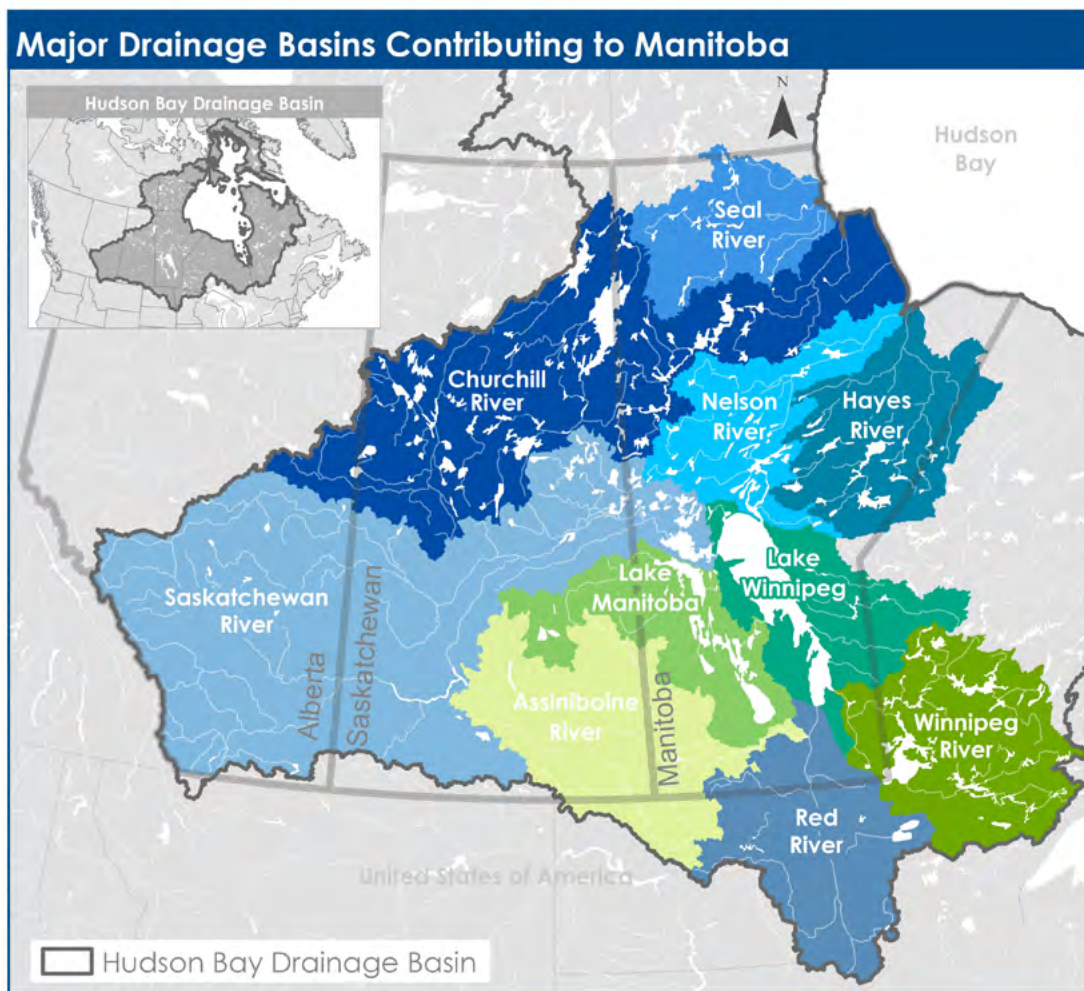 Major Drainage Basins Contributing to Manitoba
Hudson Bay Drainage Basin
N
Hudson
Bay
Seal
River
Churchill
River
Nelson
River
Hayes
River
Lake
Winnipeg
Lake
Manitoba
Saskatchewan
River
Alberta
Saskatchewan
Assiniboine
River
Manitoba
Winnipeg
River
Red
River
United States of America
Hudson Bay Drainage Basin